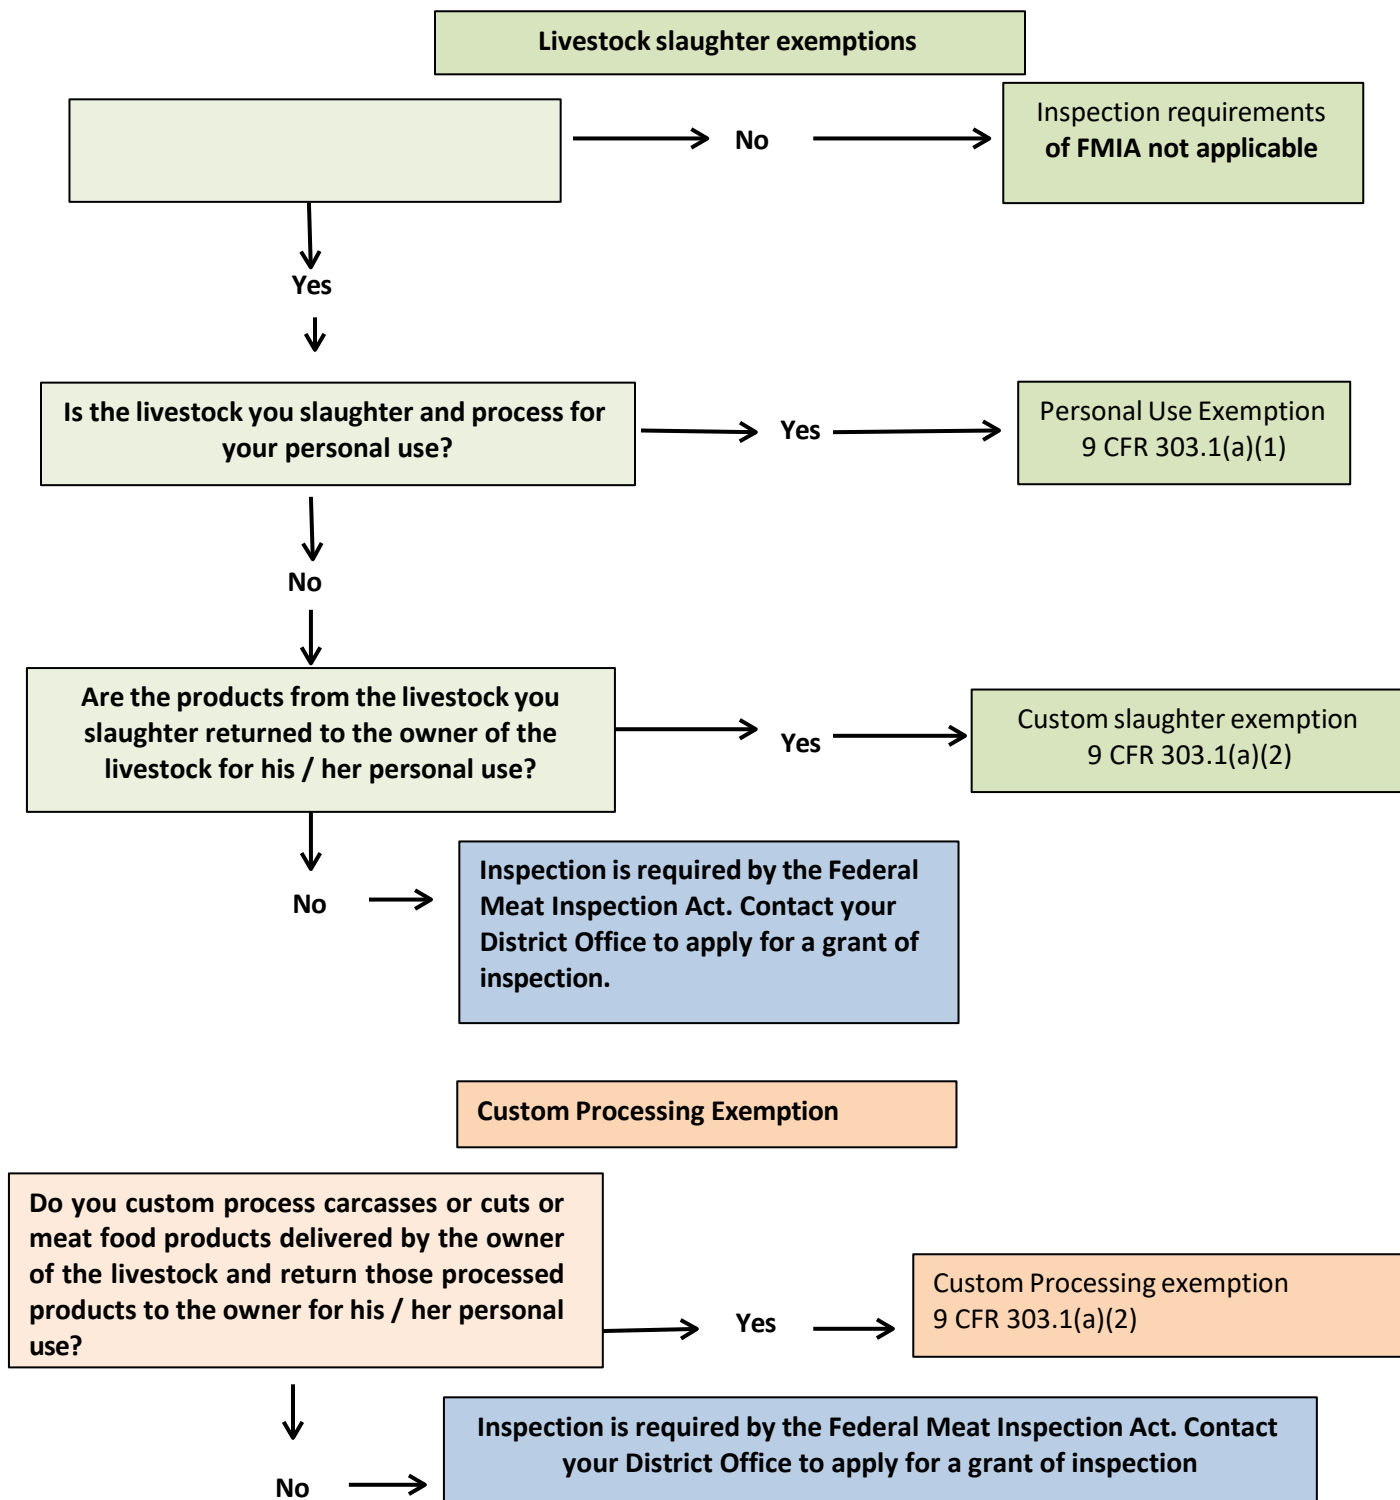 Livestock slaughter exemptions
No
Inspection requirements
of FMIA not applicable
Yes
Is the livestock you slaughter and process for
your personal use?
Yes
Personal Use Exemption
9 CFR 303.1(a)(1)
No
Are the products from the livestock you
slaughter returned to the owner of the
livestock for his / her personal use?
Yes
Custom slaughter exemption
9 CFR 303.1(a)(2)
No
Inspection is required by the Federal
Meat Inspection Act. Contact your
District Office to apply for a grant of
inspection.
Custom Processing Exemption
Do you custom process carcasses or cuts or
meat food products delivered by the owner
of the livestock and return those processed
products to the owner for his / her personal
use?
Yes
Custom Processing exemption
9 CFR 303.1(a)(2)
No
Inspection is required by the Federal Meat Inspection Act. Contact
your District Office to apply for a grant of inspection